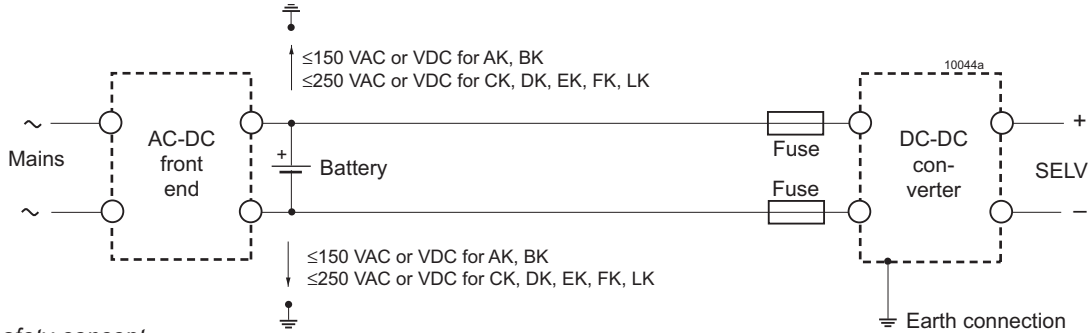 ≤150 VAC or VDC for AK, BK
≤250 VAC or VDC for CK, DK, EK, FK, LK
10044a
~
Mains
~
AC-DC
front
end
+
Battery
Fuse
Fuse
DC-DC
con-
verter
+
SELV
–
≤150 VAC or VDC for AK, BK
≤250 VAC or VDC for CK, DK, EK, FK, LK
Earth connection